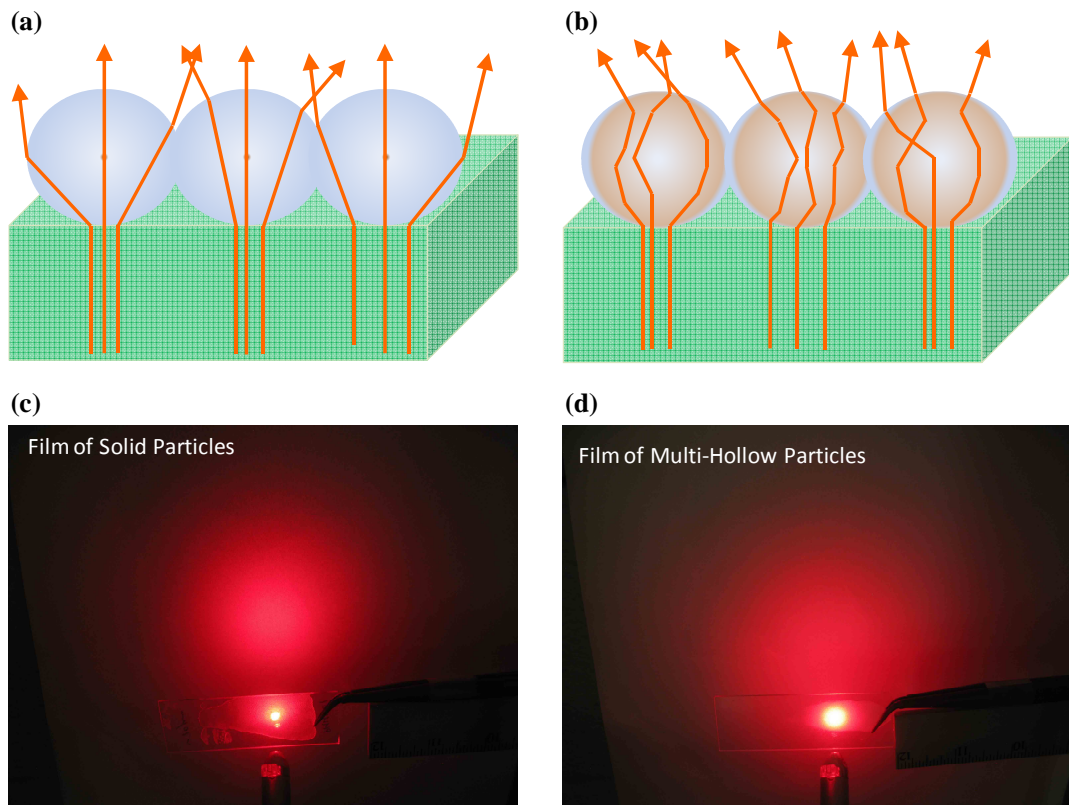 (a)
(b)
(c)
(d)
Film of Solid Particles
Film of Multi-Hollow Particles